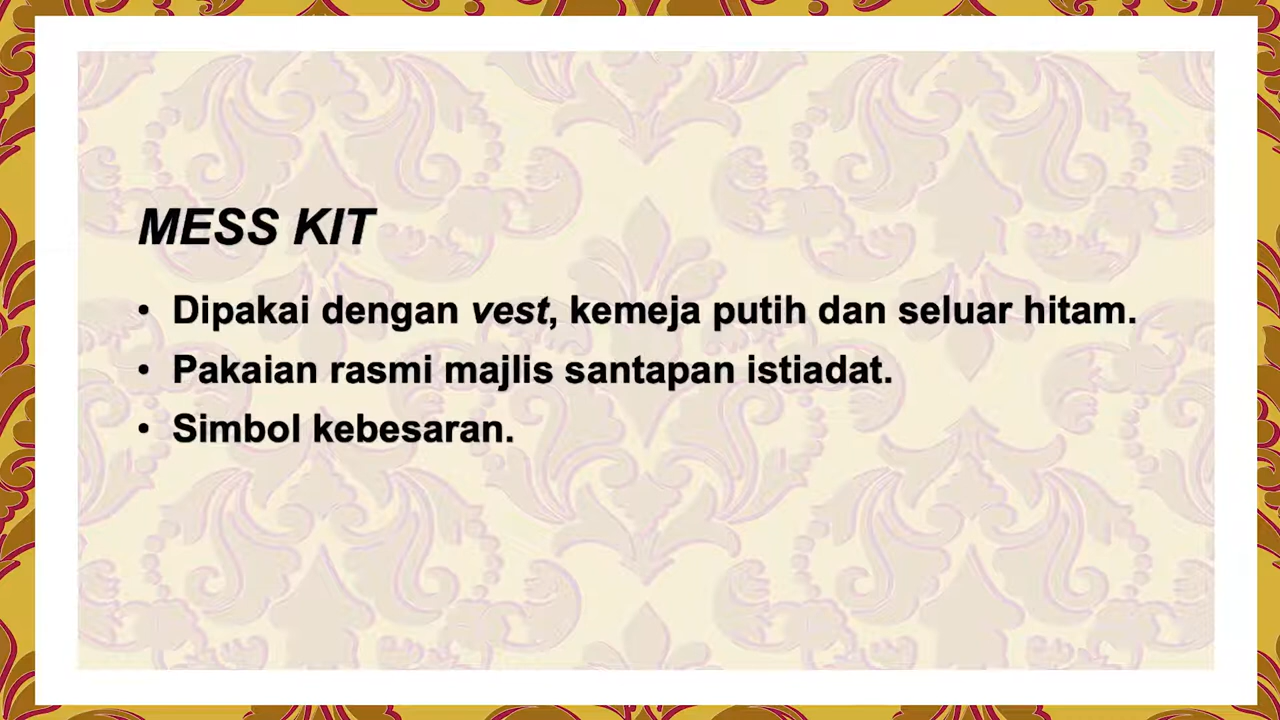 MESS KIT
• Dipakai dengan vest, kemeja putih dan seluar hitam.
• Pakaian rasmi majlis santapan istiadat.
• Simbol kebesaran.